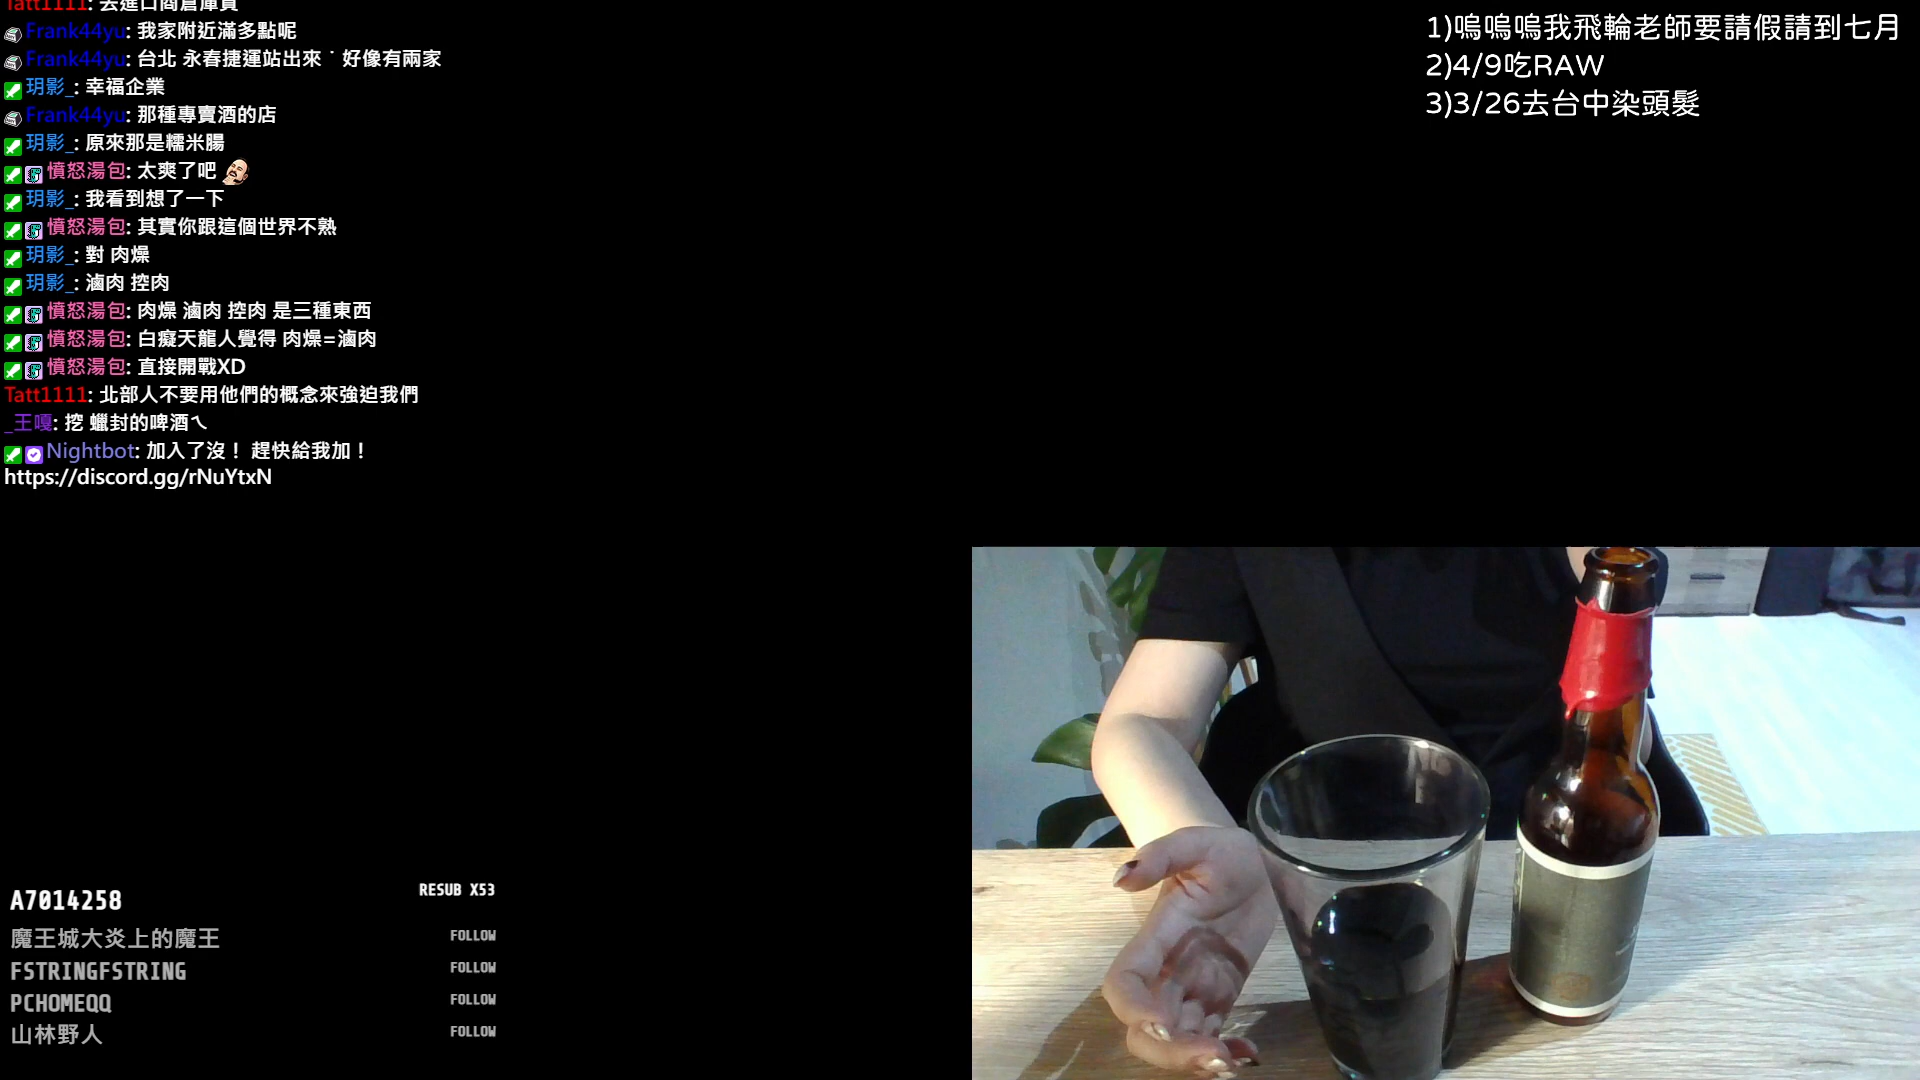 Tatt1111: 去進口商倉庫買
Frank44yu: 我家附近滿多點呢
Frank44yu: 台北 永春捷運站出來˙好像有兩家
玥影_: 幸福企業
Frank44yu: 那種專賣酒的店
玥影_: 原來那是糯米腸
憤怒湯包: 太爽了吧
玥影_: 我看到想了一下
憤怒湯包: 其實你跟這個世界不熟
玥影_: 對 肉燥
玥影_: 滷肉 控肉
憤怒湯包: 肉燥 滷肉 控肉 是三種東西
憤怒湯包: 白癡天龍人覺得 肉燥=滷肉
憤怒湯包: 直接開戰XD
Tatt1111: 北部人不要用他們的概念來強迫我們
_王嘎: 挖 蠟封的啤酒ㄟ
Nightbot: 加入了沒！ 趕快給我加！
https://discord.gg/rNuYtxN
1)嗚嗚嗚我飛輪老師要請假請到七月
2)4/9吃RAW
3)3/26去台中染頭髮
A7014258 RESUB X53
魔王城大炎上的魔王 FOLLOW
FSTRINGFSTRING FOLLOW
PCHOMEQQ FOLLOW
山林野人 FOLLOW